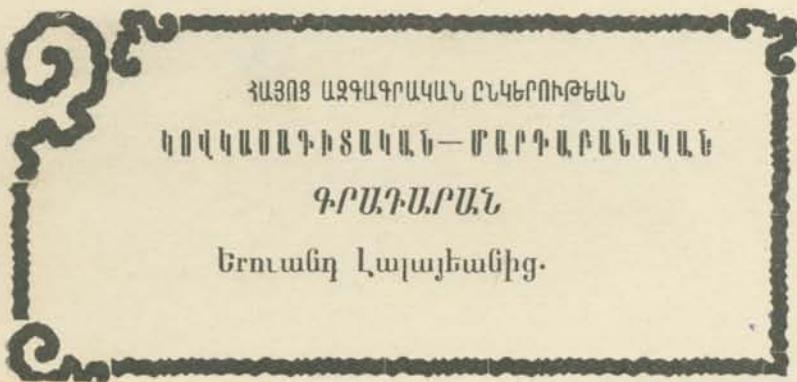 ՀԱՅՈՑ ԱԶԳԱԳՐԱԿԱՆ ԸՆԿԵՐՈՒԹԵԱՆ
ԿՈՎԿԱՍԱԳԻՏԱԿԱՆ—ՄԱՐԴԱԲԱՆԱԿԱՆ
ԳՐԱԴԱՐԱՆ
Երուանդ Լալայեանից.